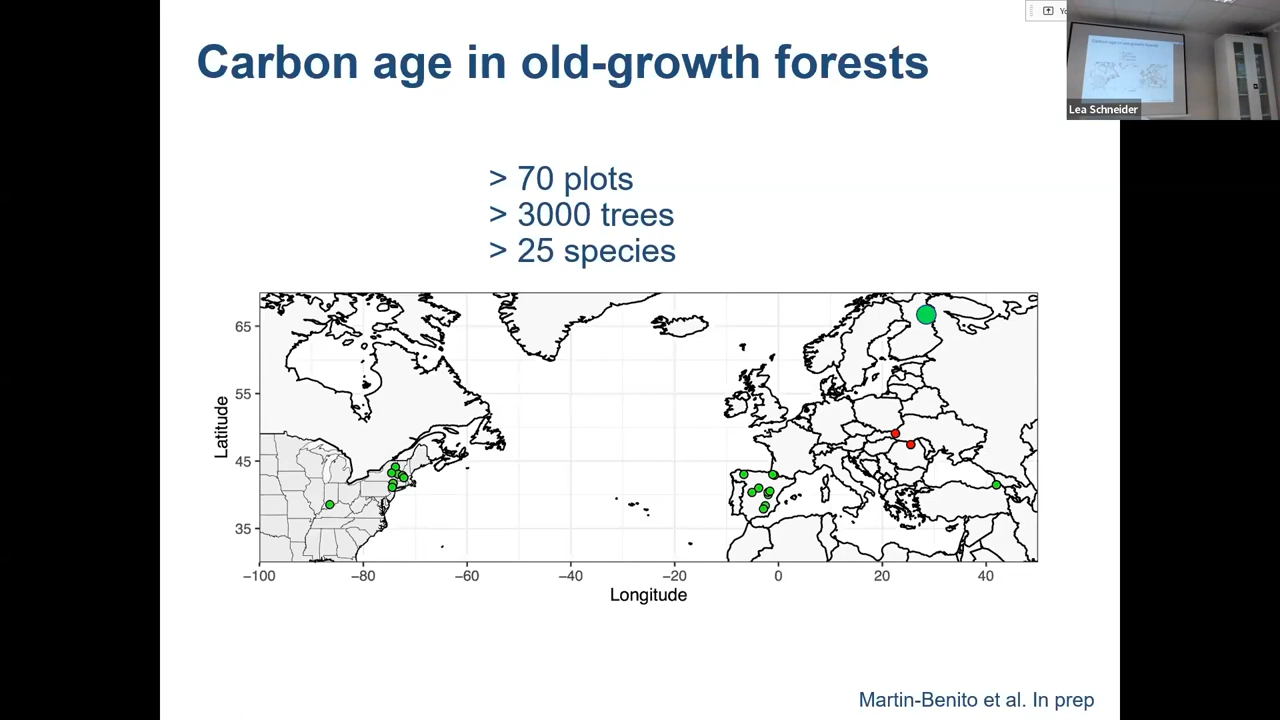 Carbon age in old-growth forests
Lea Schneider
> 70 plots
> 3000 trees
> 25 species
65
55
45
35
Latitude
−100
−80
−60
−40
−20
0
20
40
Longitude
Martin-Benito et al. In prep